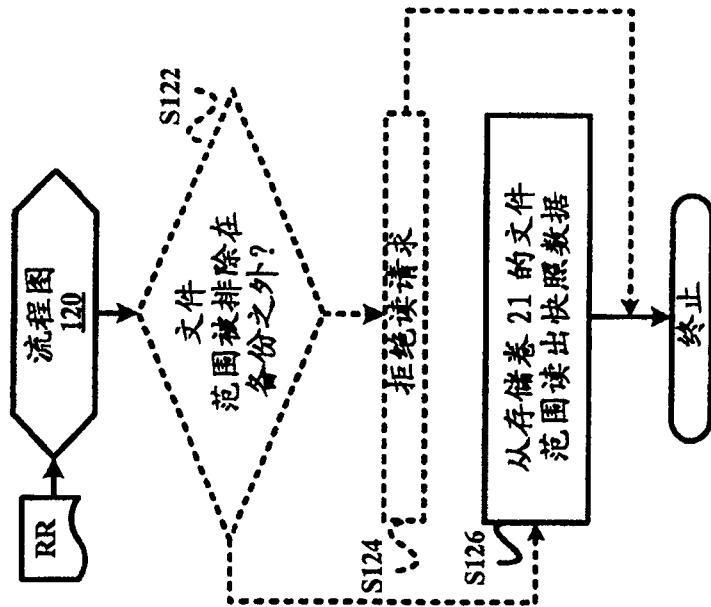 RR
流程图
120
S122
文件
范围被排除在
备份之外?
S124
拒绝读请求
S126
从存储卷 21 的文件
范围读出快照数据
终止